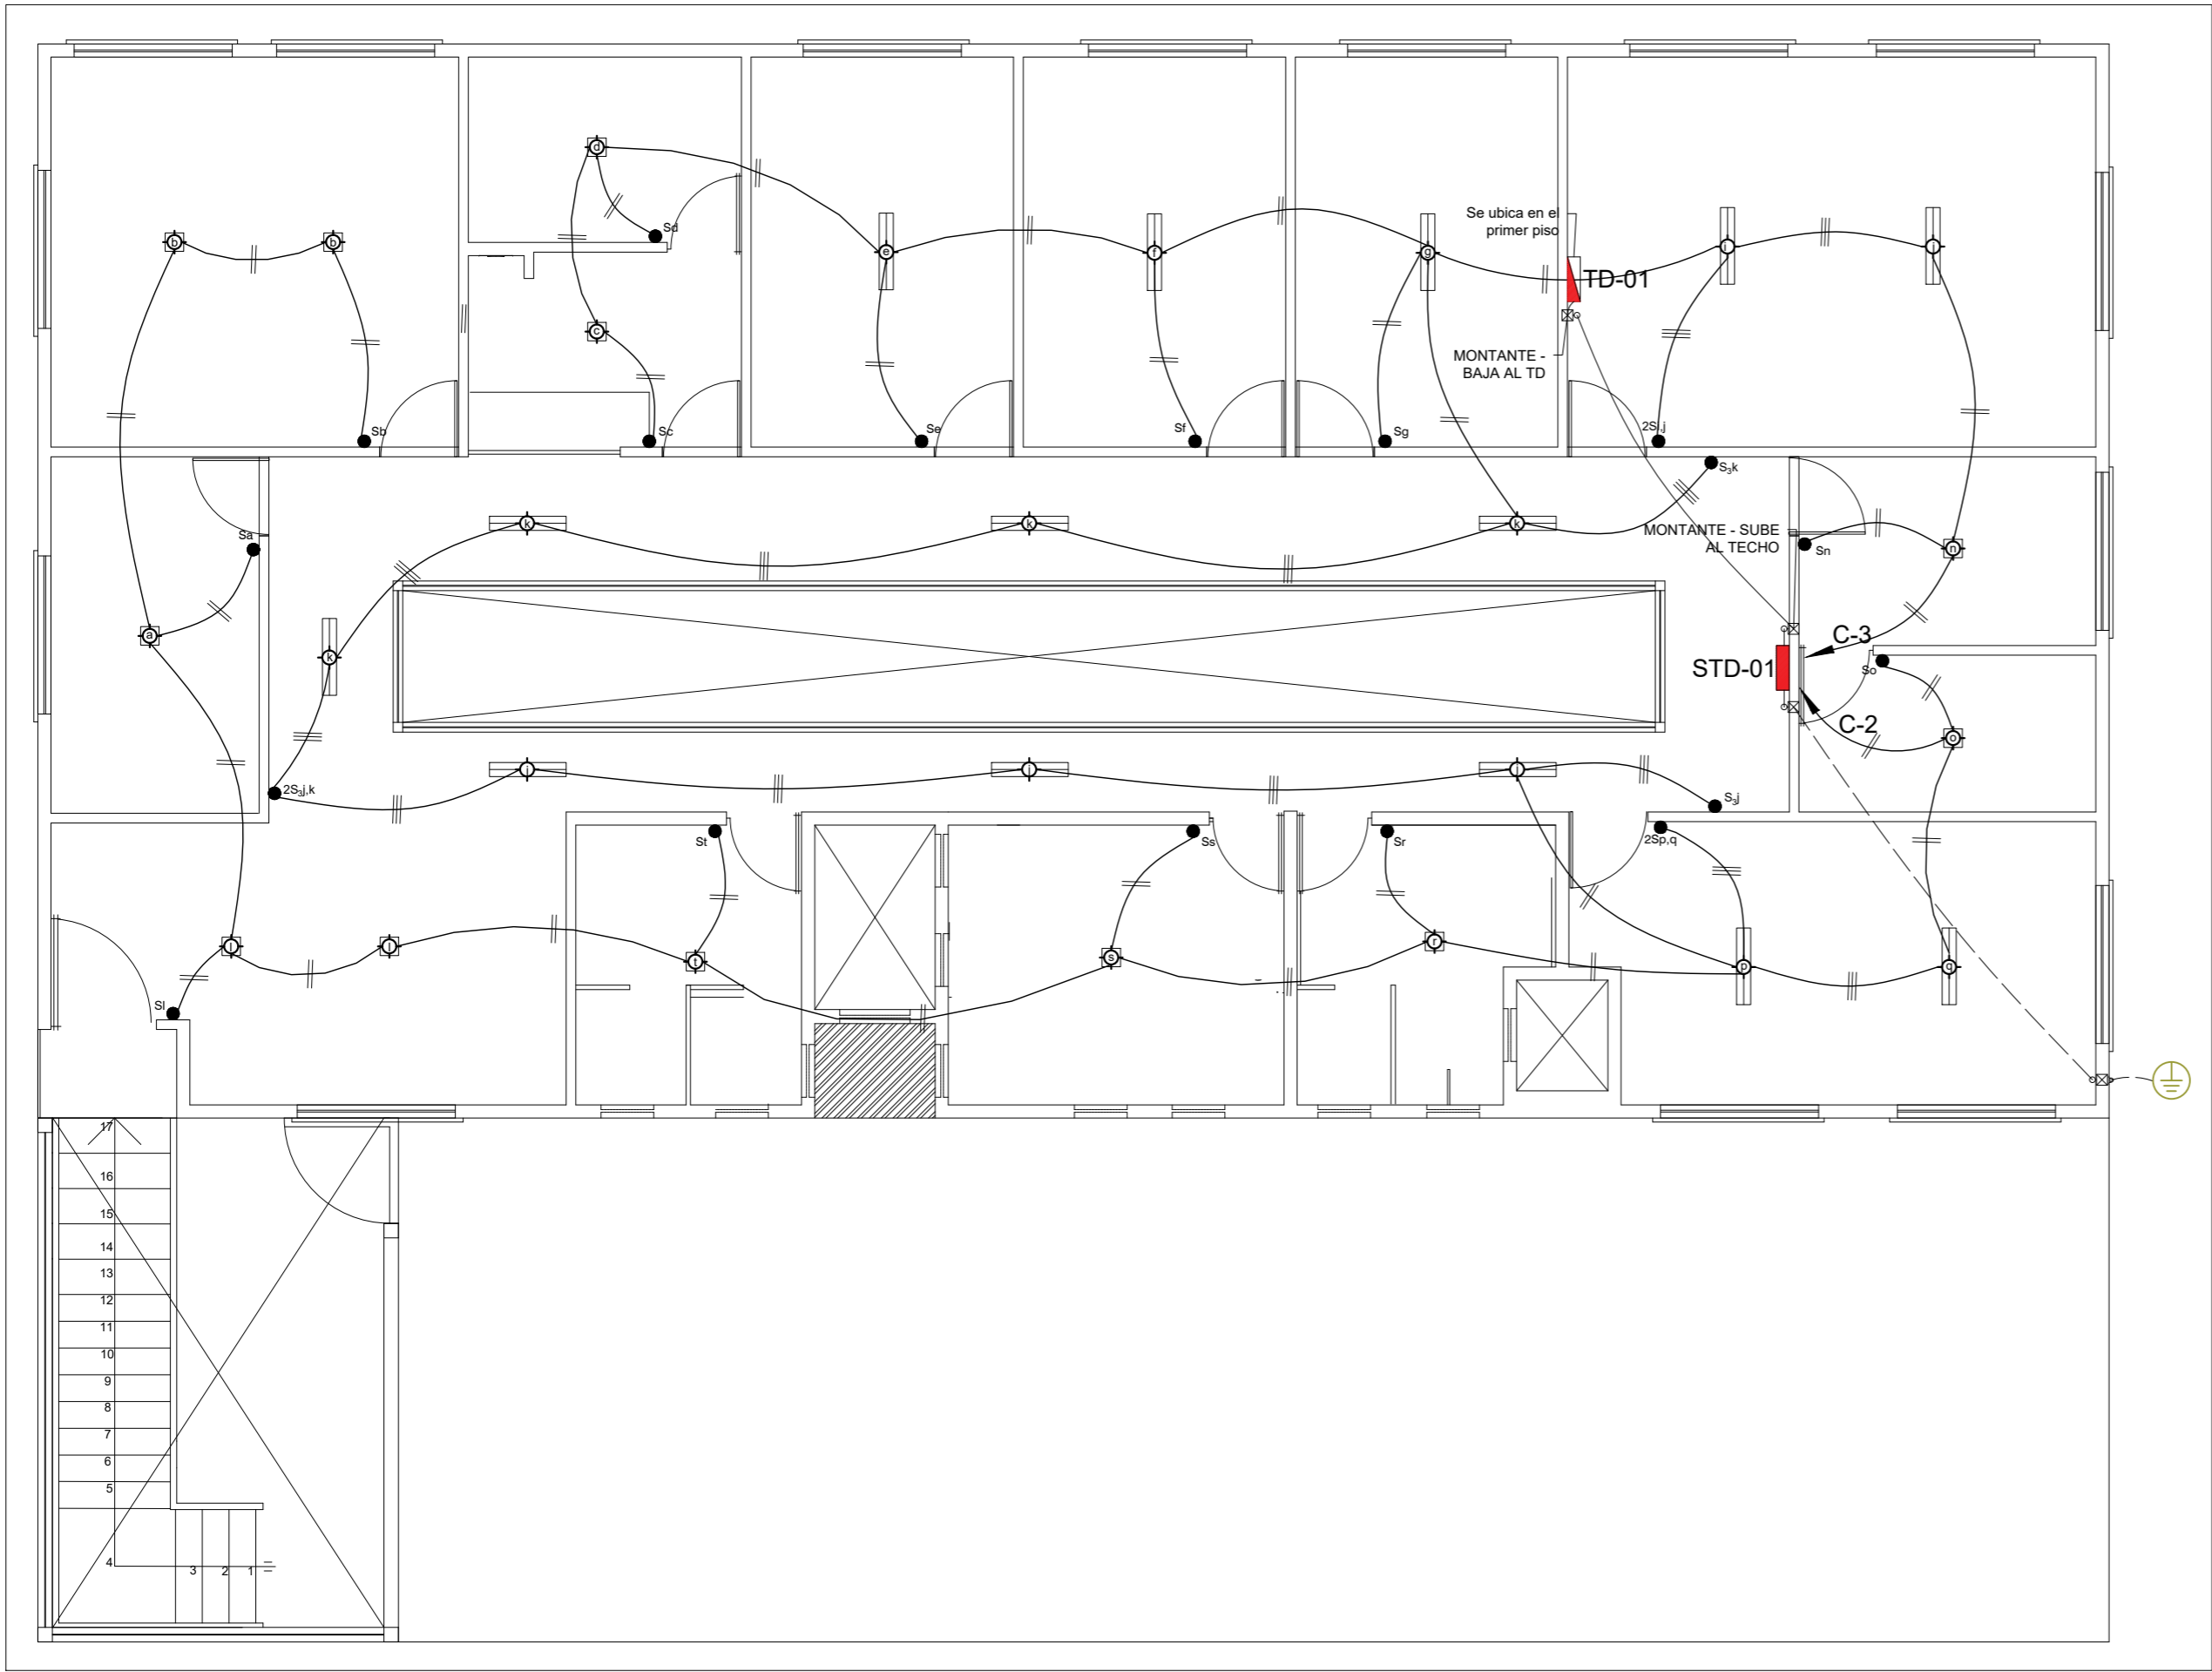 d
Sd
b
b
e
f
g
i
j
Se ubica en el
primer piso
TD-01
c
MONTANTE -
BAJA AL TD
Sb
Sc
Se
Sf
Sg
2Si,j
S₃k
k
k
k
MONTANTE - SUBE
AL TECHO
Sa
Sn
n
a
k
C-3
STD-01
So
C-2
o
j
j
j
2S₃j,k
S₃j
St
Ss
Sr
2Sp,q
l
l
t
s
r
p
q
Sl
17
16
15
14
13
12
11
10
9
8
7
6
5
4
3
2
1